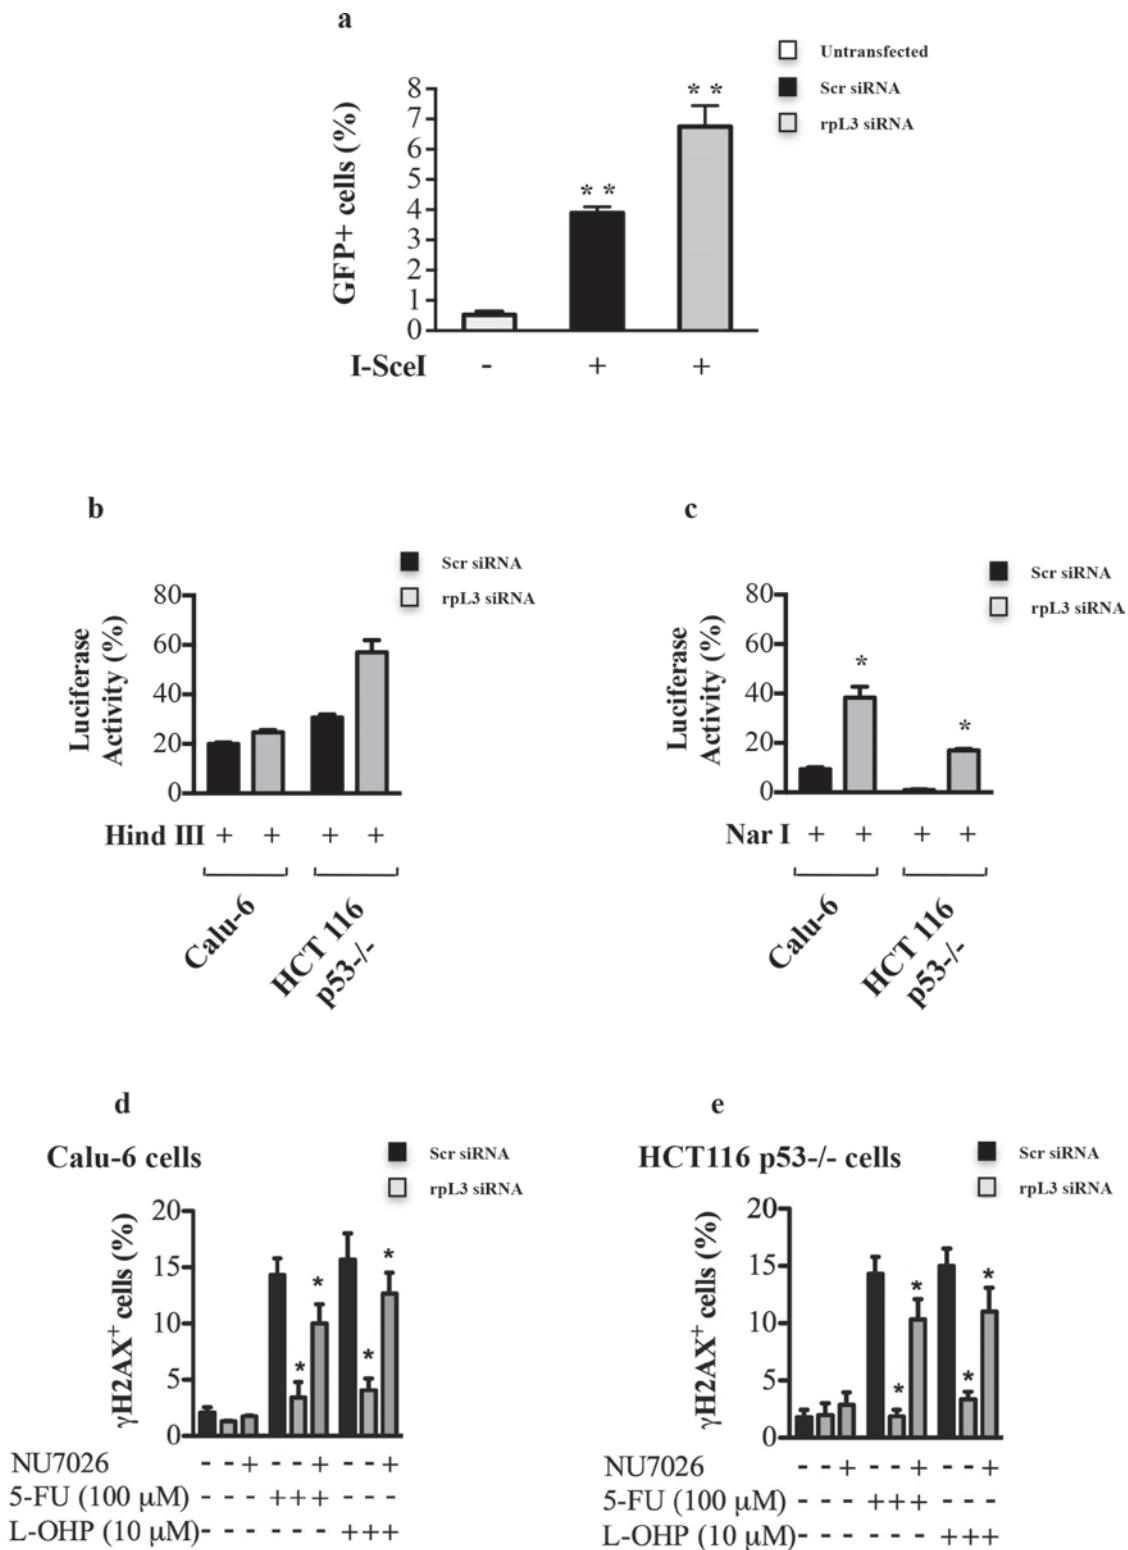 a
Untransfected
Scr siRNA
rpL3 siRNA
GFP+ cells (%)
8
7
6
5
4
3
2
1
0
* *
* *
I-SceI - + +
b
Scr siRNA
rpL3 siRNA
Luciferase
Activity (%)
80
60
40
20
0
Hind III + + + +
Calu-6
HCT 116
p53-/-
c
Scr siRNA
rpL3 siRNA
Luciferase
Activity (%)
80
60
40
20
0
*
*
Nar I + + + +
Calu-6
HCT 116
p53-/-
d
Calu-6 cells
Scr siRNA
rpL3 siRNA
γH2AX⁺ cells (%)
20
15
10
5
0
* * * *
NU7026 - - + - - + - - +
5-FU (100 μM) - - - + + + - - -
L-OHP (10 μM) - - - - - - + + +
e
HCT116 p53-/- cells
Scr siRNA
rpL3 siRNA
γH2AX⁺ cells (%)
20
15
10
5
0
* * * *
NU7026 - - + - - + - - +
5-FU (100 μM) - - - + + + - - -
L-OHP (10 μM) - - - - - - + + +